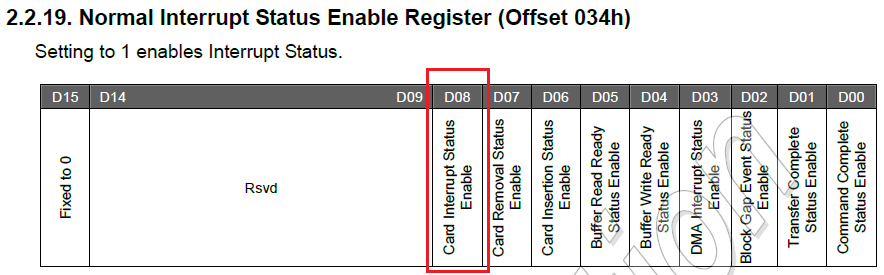 2.2.19. Normal Interrupt Status Enable Register (Offset 034h)
Setting to 1 enables Interrupt Status.
D15 D14 D09 D08 D07 D06 D05 D04 D03 D02 D01 D00
Fixed to 0
Rsvd
Card Interrupt Status
Enable
Card Removal Status
Enable
Card Insertion Status
Enable
Buffer Read Ready
Status Enable
Buffer Write Ready
Status Enable
DMA Interrupt Status
Enable
Block Gap Event Status
Enable
Transfer Complete
Status Enable
Command Complete
Status Enable